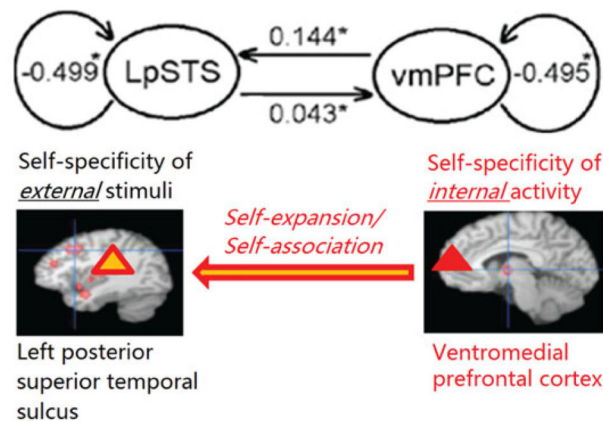 0.144*
-0.499*
LpSTS
vmPFC
-0.495*
0.043*
Self-specificity of
external stimuli
Self-specificity of
internal activity
Self-expansion/
Self-association
Left posterior
superior temporal
sulcus
Ventromedial
prefrontal cortex